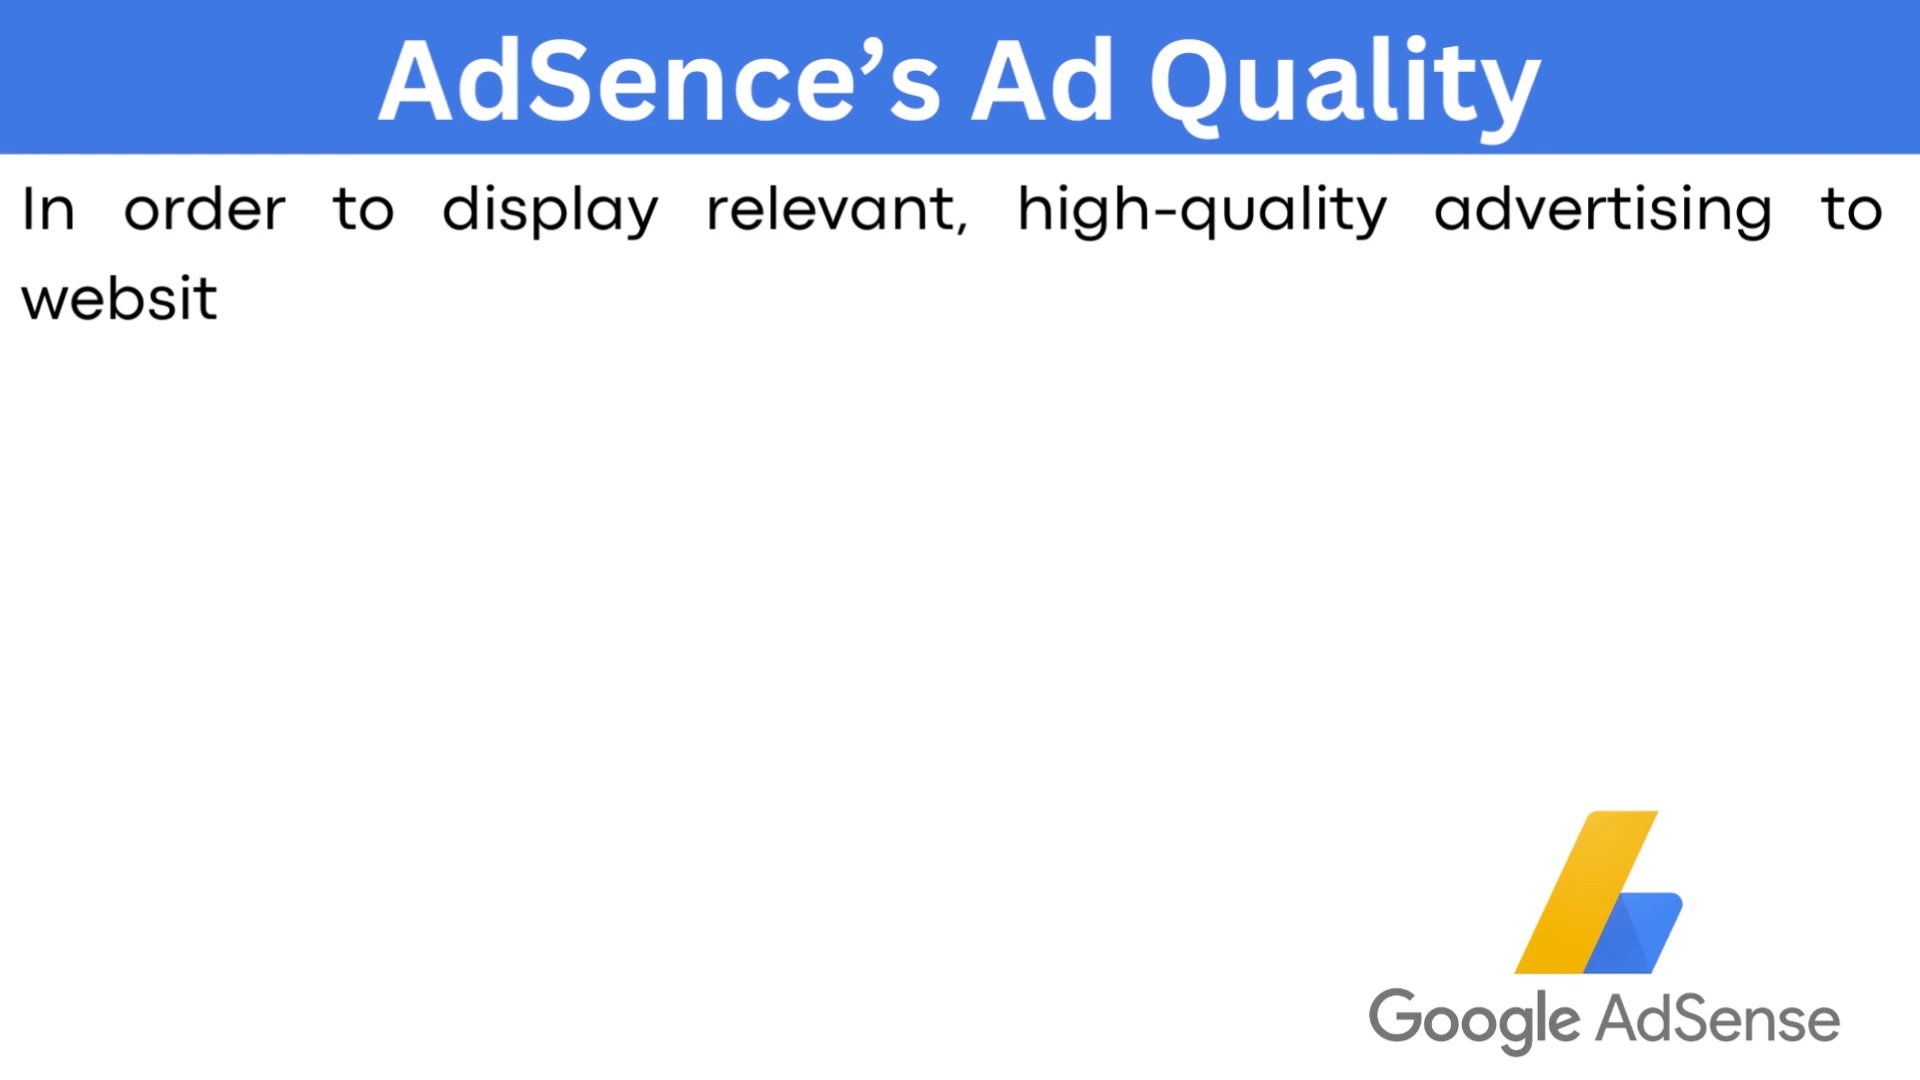 AdSence’s Ad Quality
In order to display relevant, high-quality advertising to
websit
Google AdSense